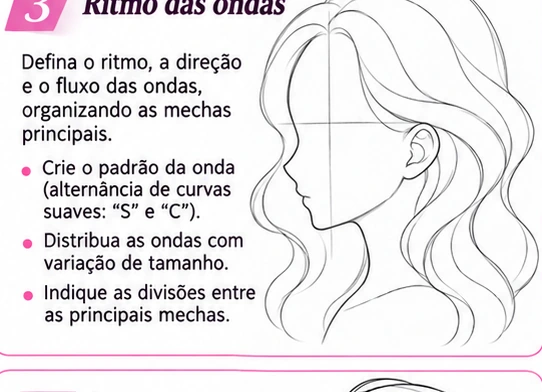 3 Ritmo das ondas
Defina o ritmo, a direção
e o fluxo das ondas,
organizando as mechas
principais.
• Crie o padrão da onda
(alternância de curvas
suaves: “S” e “C”).
• Distribua as ondas com
variação de tamanho.
• Indique as divisões entre
as principais mechas.